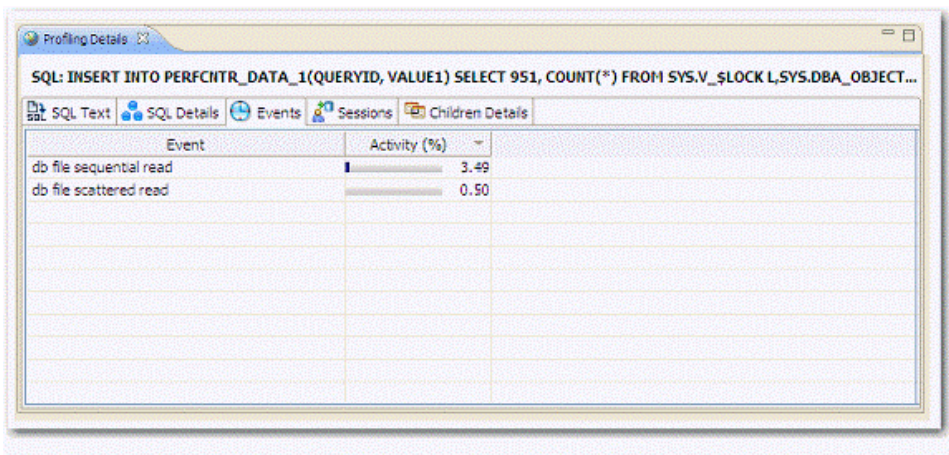 Profiling Details
SQL: INSERT INTO PERFCNTR_DATA_1(QUERYID, VALUE1) SELECT 951, COUNT(*) FROM SYS.V_$LOCK L,SYS.DBA_OBJECT...
SQL Text SQL Details Events Sessions Children Details
Event Activity (%)
db file sequential read 3.49
db file scattered read 0.50